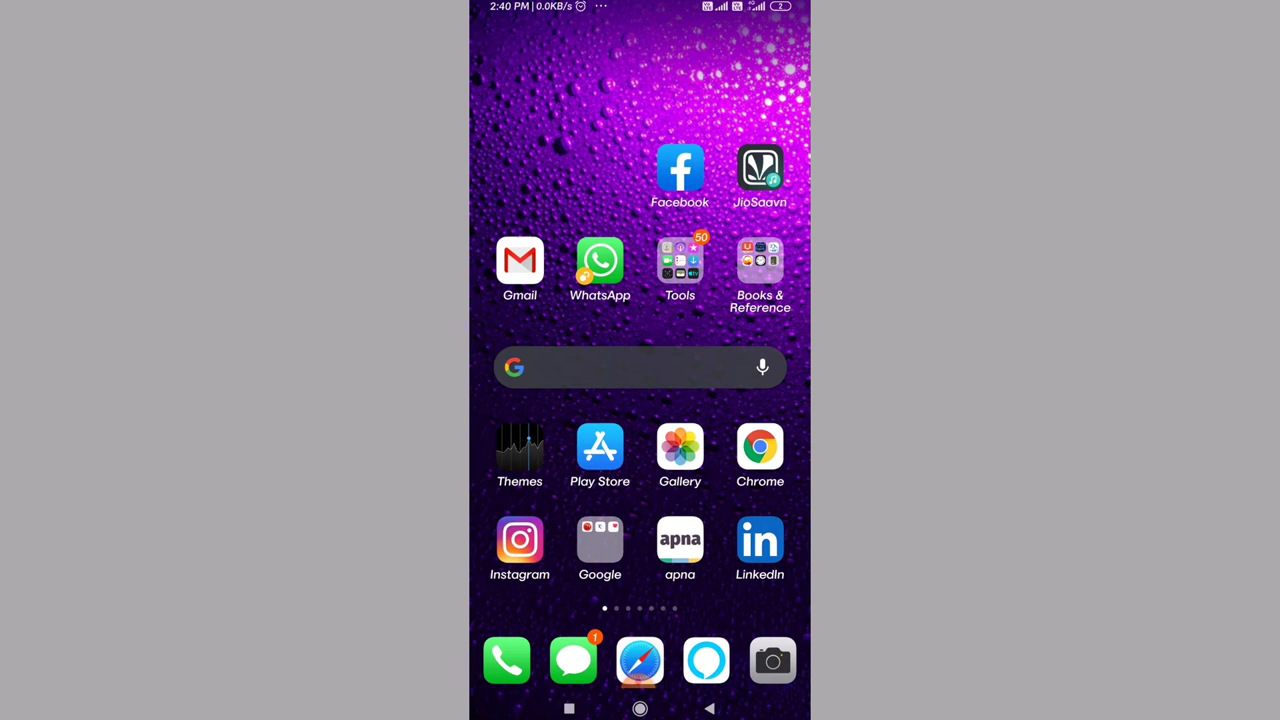 2:40 PM | 0.0KB/s ... 2
Facebook JioSaavn
50
Gmail WhatsApp Tools Books & Reference
Themes Play Store Gallery Chrome
apna
in
Instagram Google apna LinkedIn
1